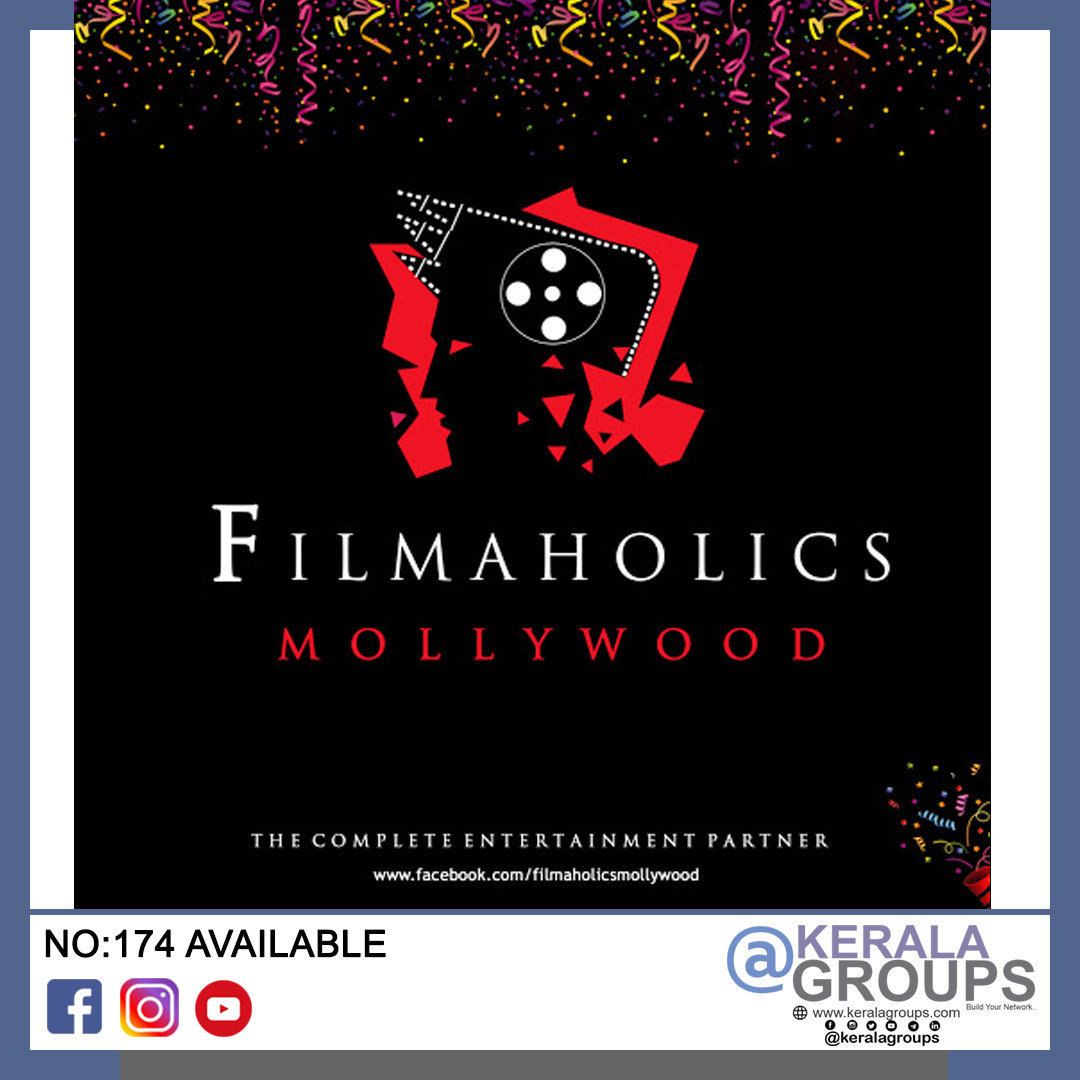 FILMAHOLICS
MOLLYWOOD
THE COMPLETE ENTERTAINMENT PARTNER
www.facebook.com/filmaholicsmollywood
NO:174 AVAILABLE
@KERALA
GROUPS
Build Your Network..
www.keralagroups.com
@keralagroups